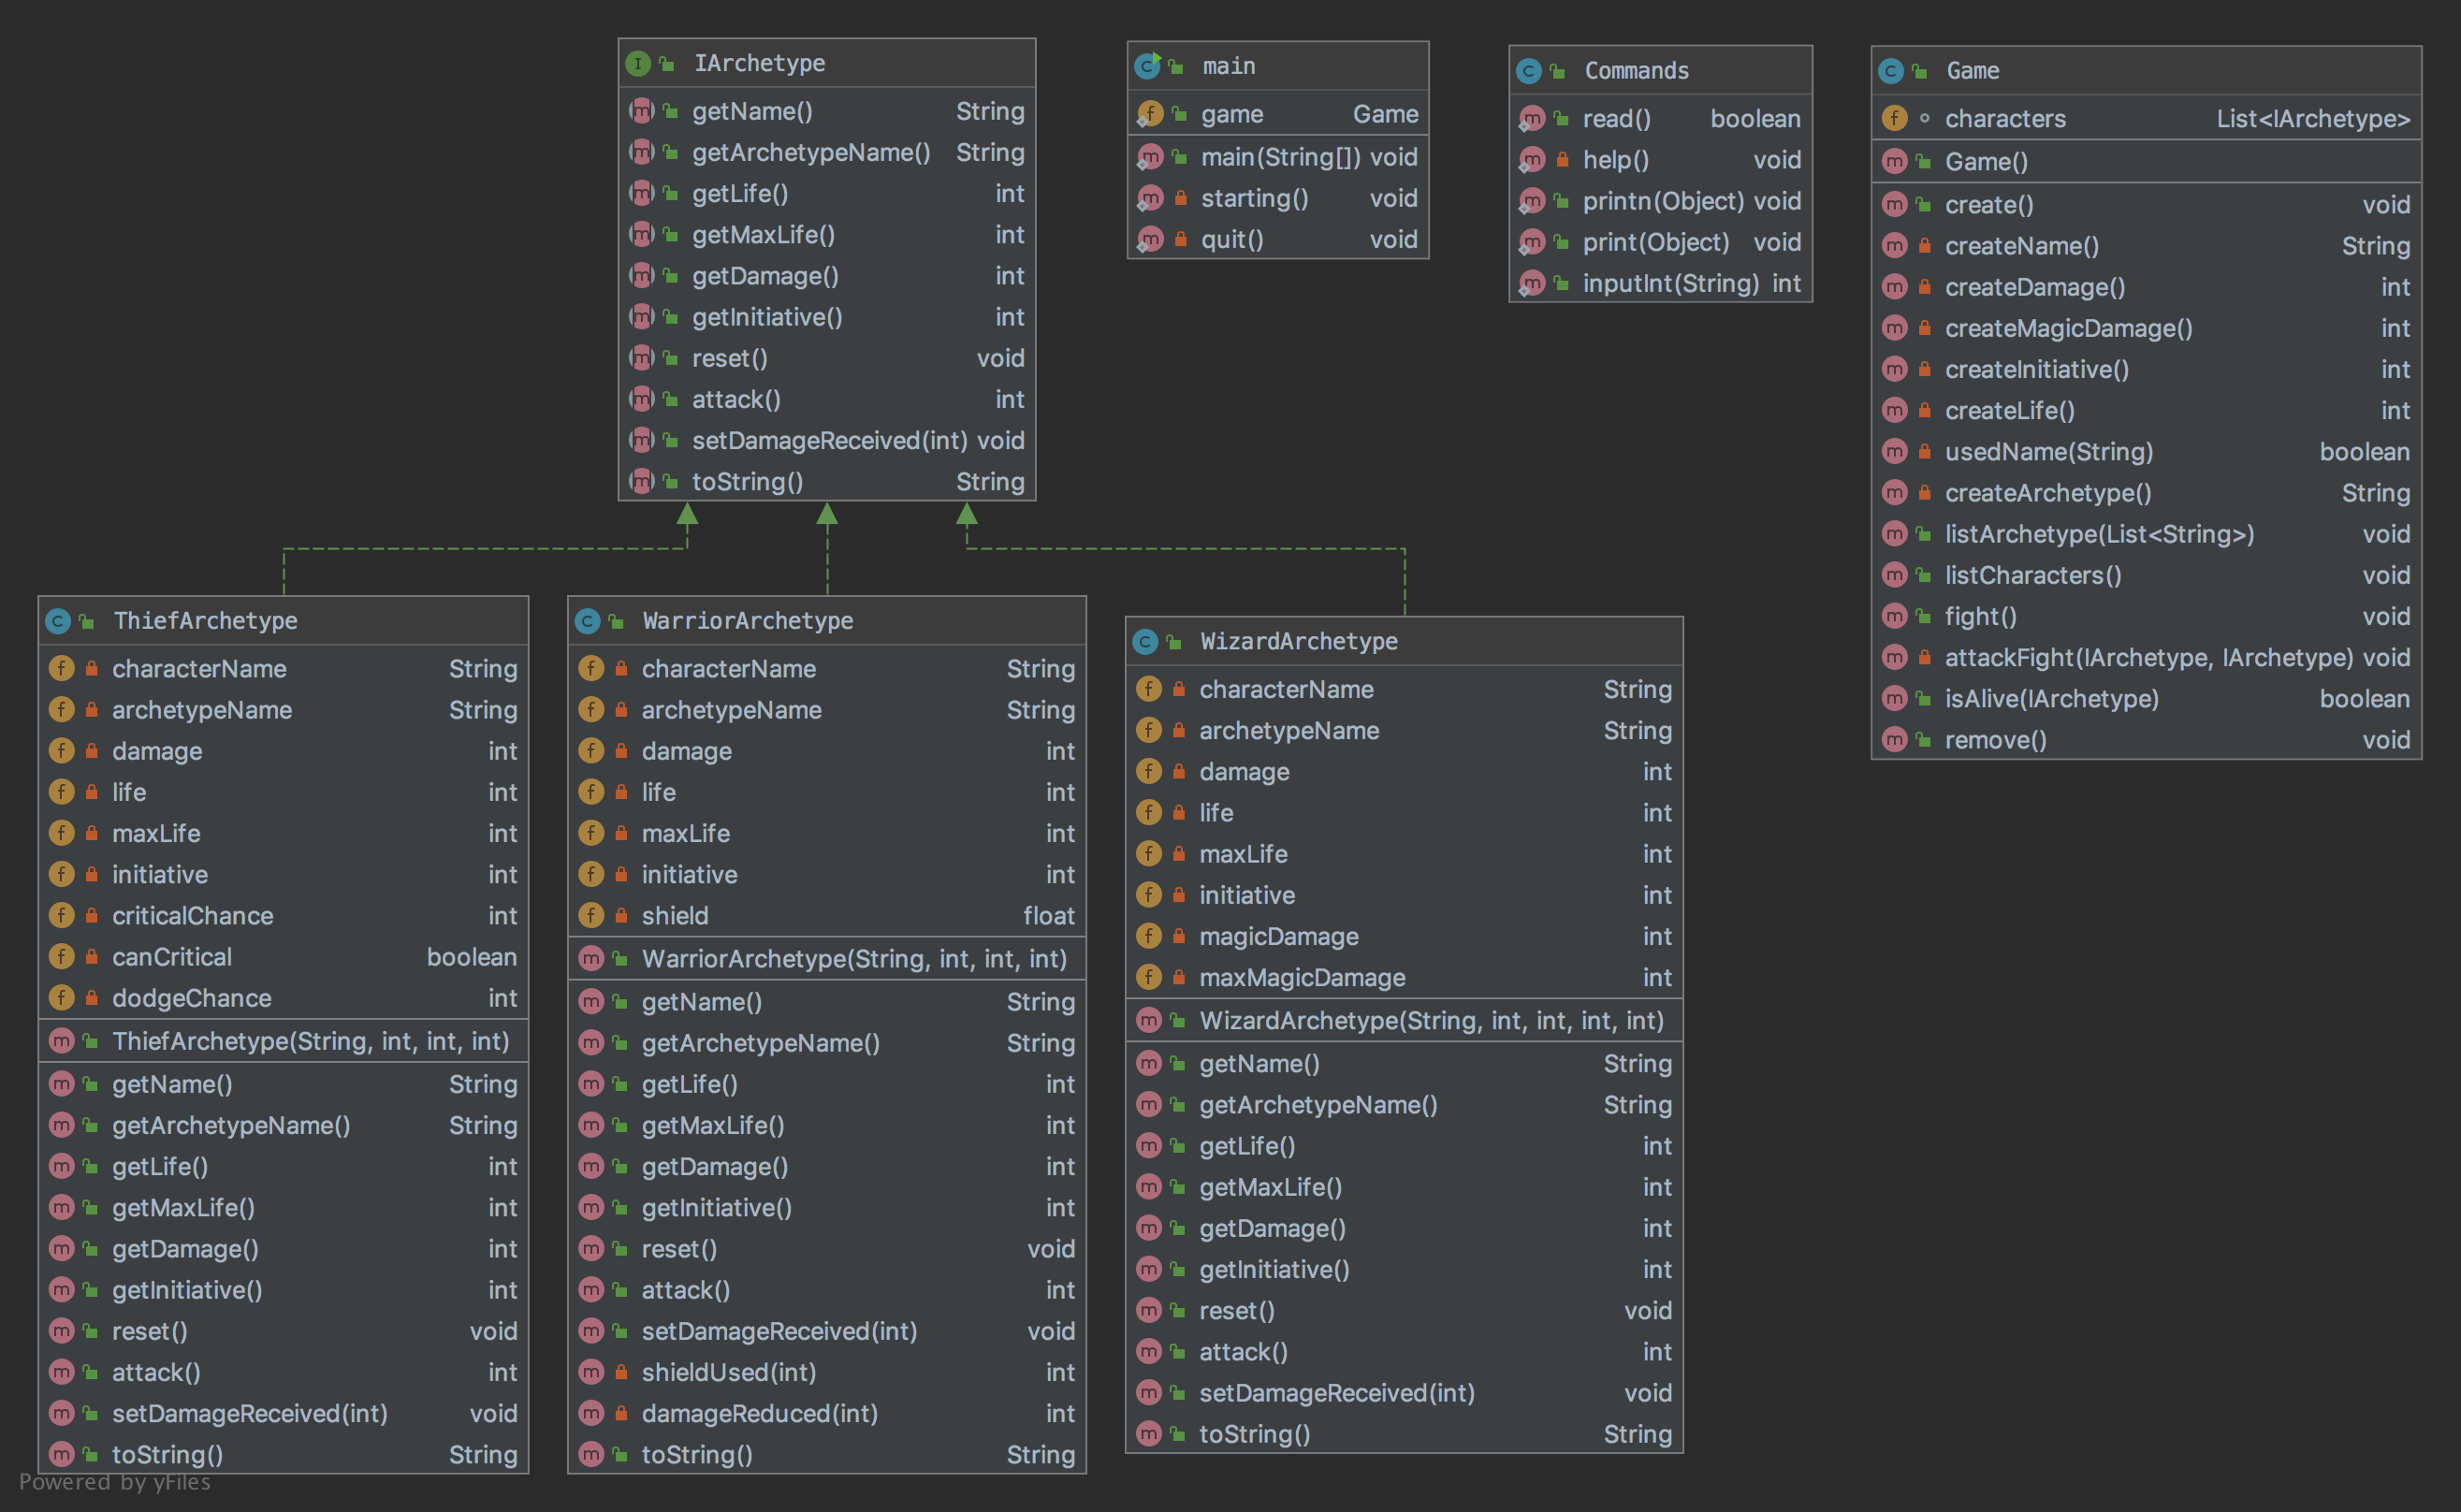 IArchetype
getName() String
getArchetypeName() String
getLife() int
getMaxLife() int
getDamage() int
getInitiative() int
reset() void
attack() int
setDamageReceived(int) void
toString() String
main
game Game
main(String[]) void
starting() void
quit() void
Commands
read() boolean
help() void
printn(Object) void
print(Object) void
inputInt(String) int
Game
characters List<IArchetype>
Game()
create() void
createName() String
createDamage() int
createMagicDamage() int
createInitiative() int
createLife() int
usedName(String) boolean
createArchetype() String
listArchetype(List<String>) void
listCharacters() void
fight() void
attackFight(IArchetype, IArchetype) void
isAlive(IArchetype) boolean
remove() void
ThiefArchetype
characterName String
archetypeName String
damage int
life int
maxLife int
initiative int
criticalChance int
canCritical boolean
dodgeChance int
ThiefArchetype(String, int, int, int)
getName() String
getArchetypeName() String
getLife() int
getMaxLife() int
getDamage() int
getInitiative() int
reset() void
attack() int
setDamageReceived(int) void
toString() String
WarriorArchetype
characterName String
archetypeName String
damage int
life int
maxLife int
initiative int
shield float
WarriorArchetype(String, int, int, int)
getName() String
getArchetypeName() String
getLife() int
getMaxLife() int
getDamage() int
getInitiative() int
reset() void
attack() int
setDamageReceived(int) void
shieldUsed(int) int
damageReduced(int) int
toString() String
WizardArchetype
characterName String
archetypeName String
damage int
life int
maxLife int
initiative int
magicDamage int
maxMagicDamage int
WizardArchetype(String, int, int, int, int)
getName() String
getArchetypeName() String
getLife() int
getMaxLife() int
getDamage() int
getInitiative() int
reset() void
attack() int
setDamageReceived(int) void
toString() String
Powered by yFiles